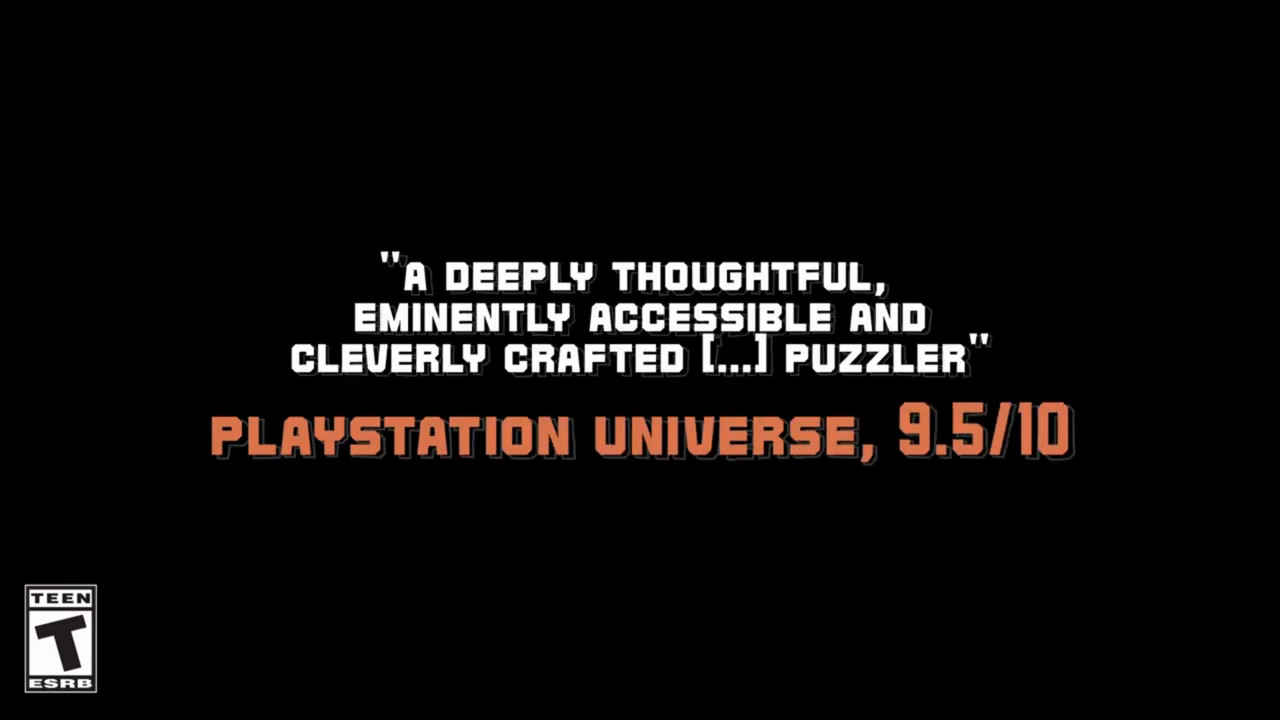 "A DEEPLY THOUGHTFUL,
EMINENTLY ACCESSIBLE AND
CLEVERLY CRAFTED [...] PUZZLER"
PLAYSTATION UNIVERSE, 9.5/10
TEEN
T
ESRB